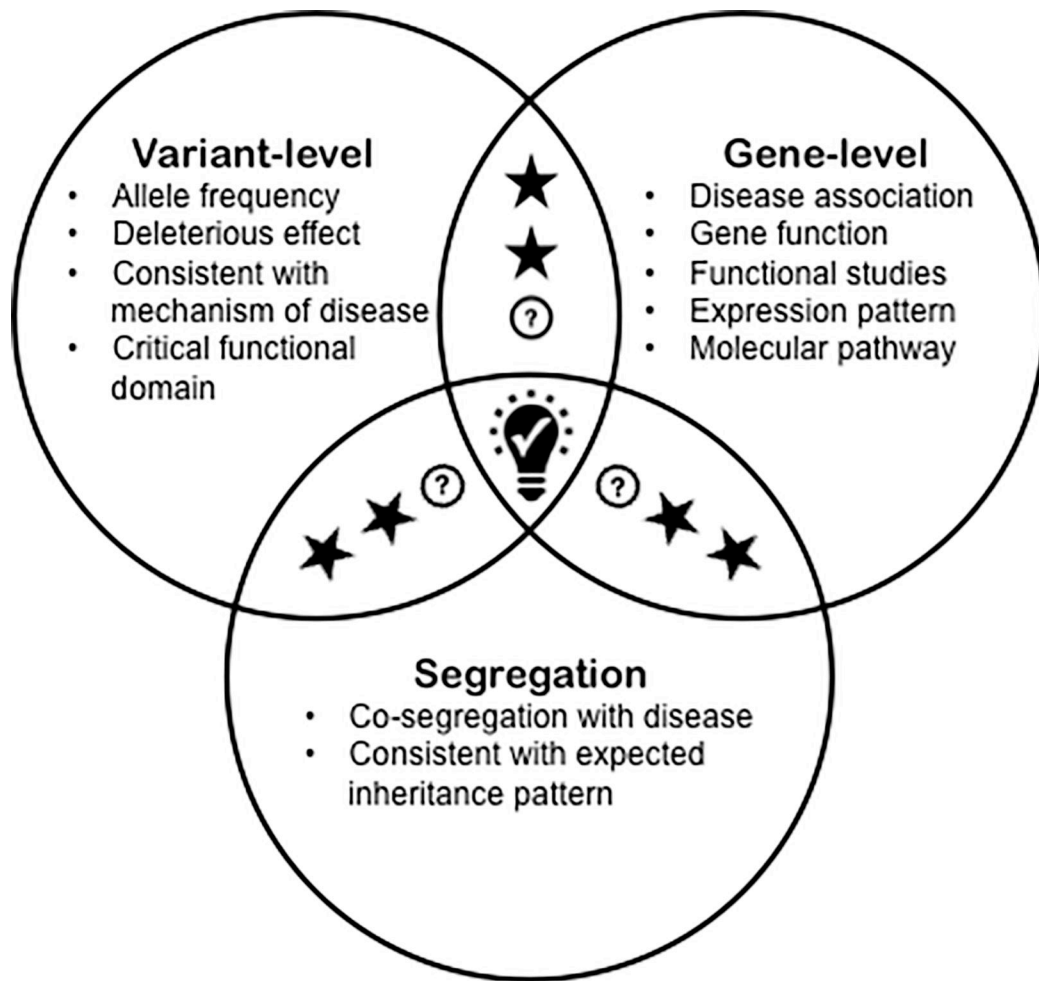 Variant-level
• Allele frequency
• Deleterious effect
• Consistent with
mechanism of disease
• Critical functional
domain
Gene-level
• Disease association
• Gene function
• Functional studies
• Expression pattern
• Molecular pathway
?
?
?
Segregation
• Co-segregation with disease
• Consistent with expected
inheritance pattern